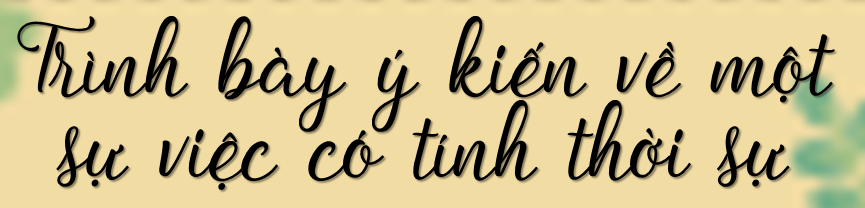 Trình bày ý kiến về một
sự việc có tính thời sự